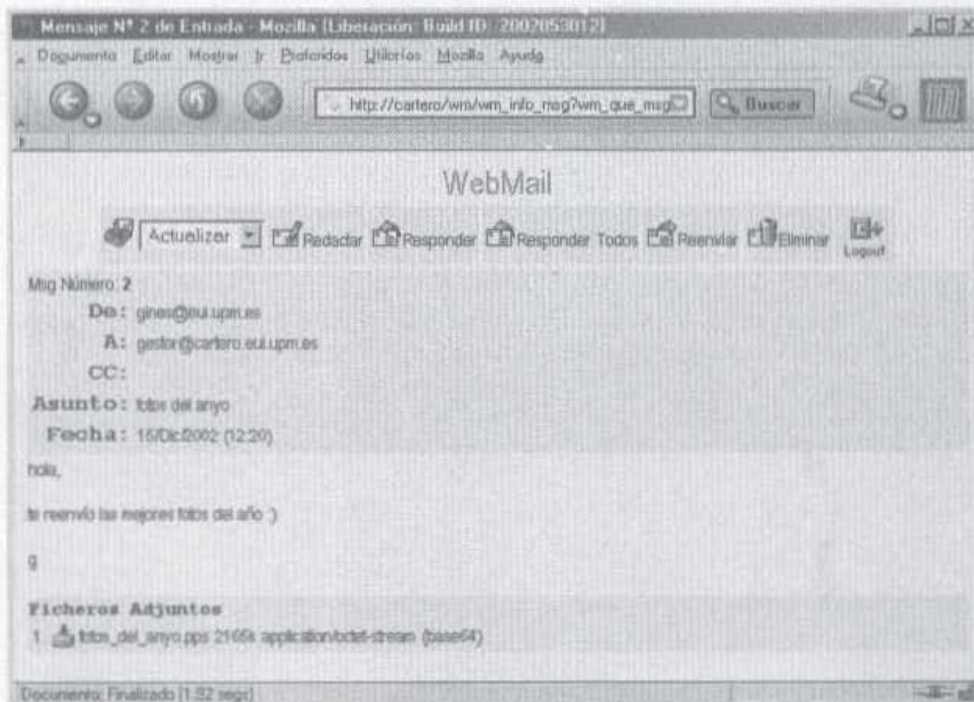 Mensaje Nº 2 de Entrada - Mozilla {Liberación: Build ID: 2002053012}
Documento Editar Mostrar Ir Preferidos Utilerías Mozilla Ayuda
http://cartero/wm/wm_info_msg?wm_que_msg Buscar
WebMail
Actualizar Redactar Responder Responder Todos Reenviar Eliminar Logout
Msg Número: 2
De: gines@eui.upm.es
A: gestor@cartero.eui.upm.es
CC:
Asunto: fotos del anyo
Fecha: 16/Dic/2002 (12:20)
hola,
te reenvío las mejores fotos del año :)
g
Ficheros Adjuntos
1 fotos_del_anyo.pps 2165k application/octet-stream (base64)
Documento: Finalizado [1.92 segs]